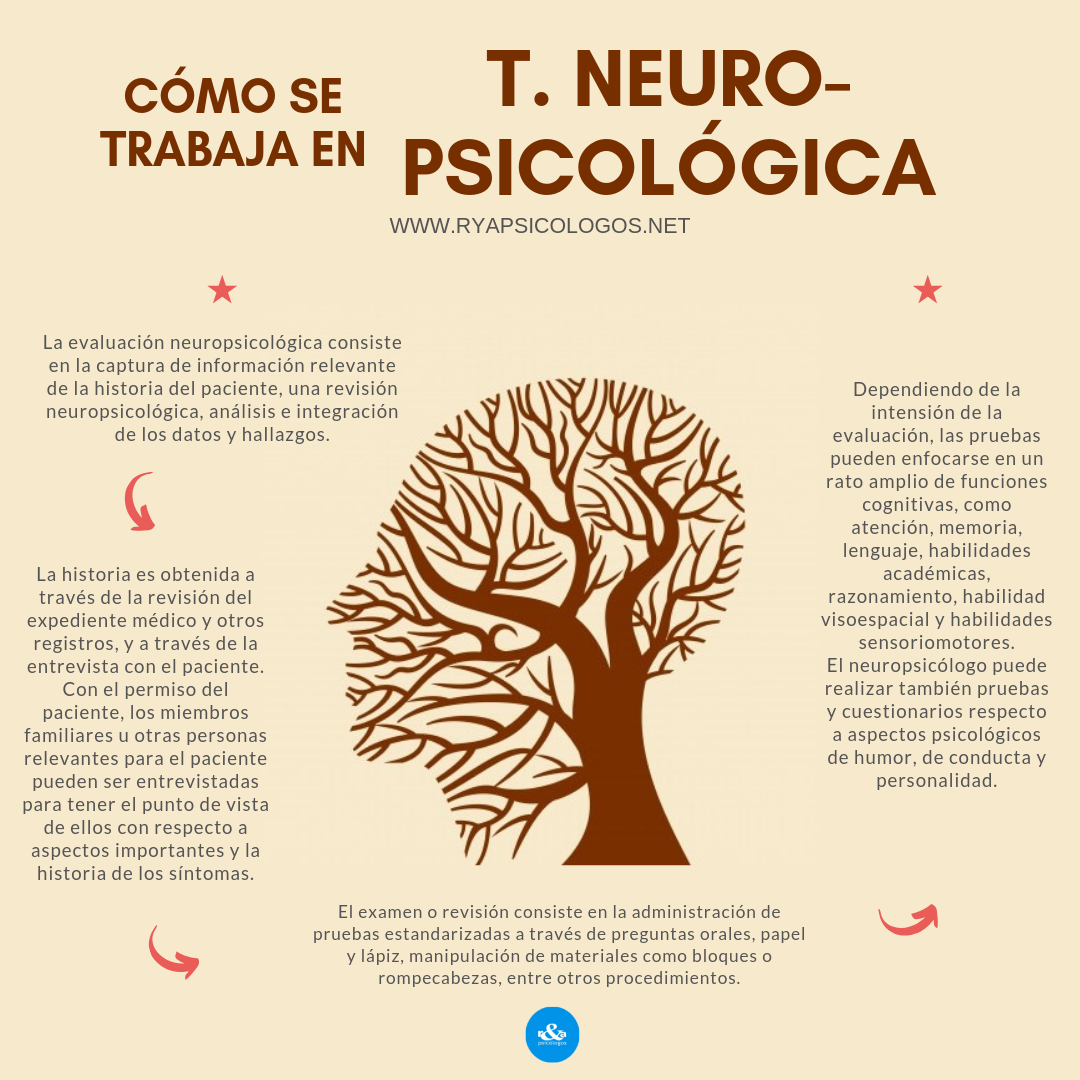 CÓMO SE
TRABAJA EN
T. NEURO-
PSICOLÓGICA
WWW.RYAPSICOLOGOS.NET
La evaluación neuropsicológica consiste
en la captura de información relevante
de la historia del paciente, una revisión
neuropsicológica, análisis e integración
de los datos y hallazgos.
La historia es obtenida a
través de la revisión del
expediente médico y otros
registros, y a través de la
entrevista con el paciente.
Con el permiso del
paciente, los miembros
familiares u otras personas
relevantes para el paciente
pueden ser entrevistadas
para tener el punto de vista
de ellos con respecto a
aspectos importantes y la
historia de los síntomas.
El examen o revisión consiste en la administración de
pruebas estandarizadas a través de preguntas orales, papel
y lápiz, manipulación de materiales como bloques o
rompecabezas, entre otros procedimientos.
Dependiendo de la
intensión de la
evaluación, las pruebas
pueden enfocarse en un
rato amplio de funciones
cognitivas, como
atención, memoria,
lenguaje, habilidades
académicas,
razonamiento, habilidad
visoespacial y habilidades
sensoriomotores.
El neuropsicólogo puede
realizar también pruebas
y cuestionarios respecto
a aspectos psicológicos
de humor, de conducta y
personalidad.
r&a
psicólogos